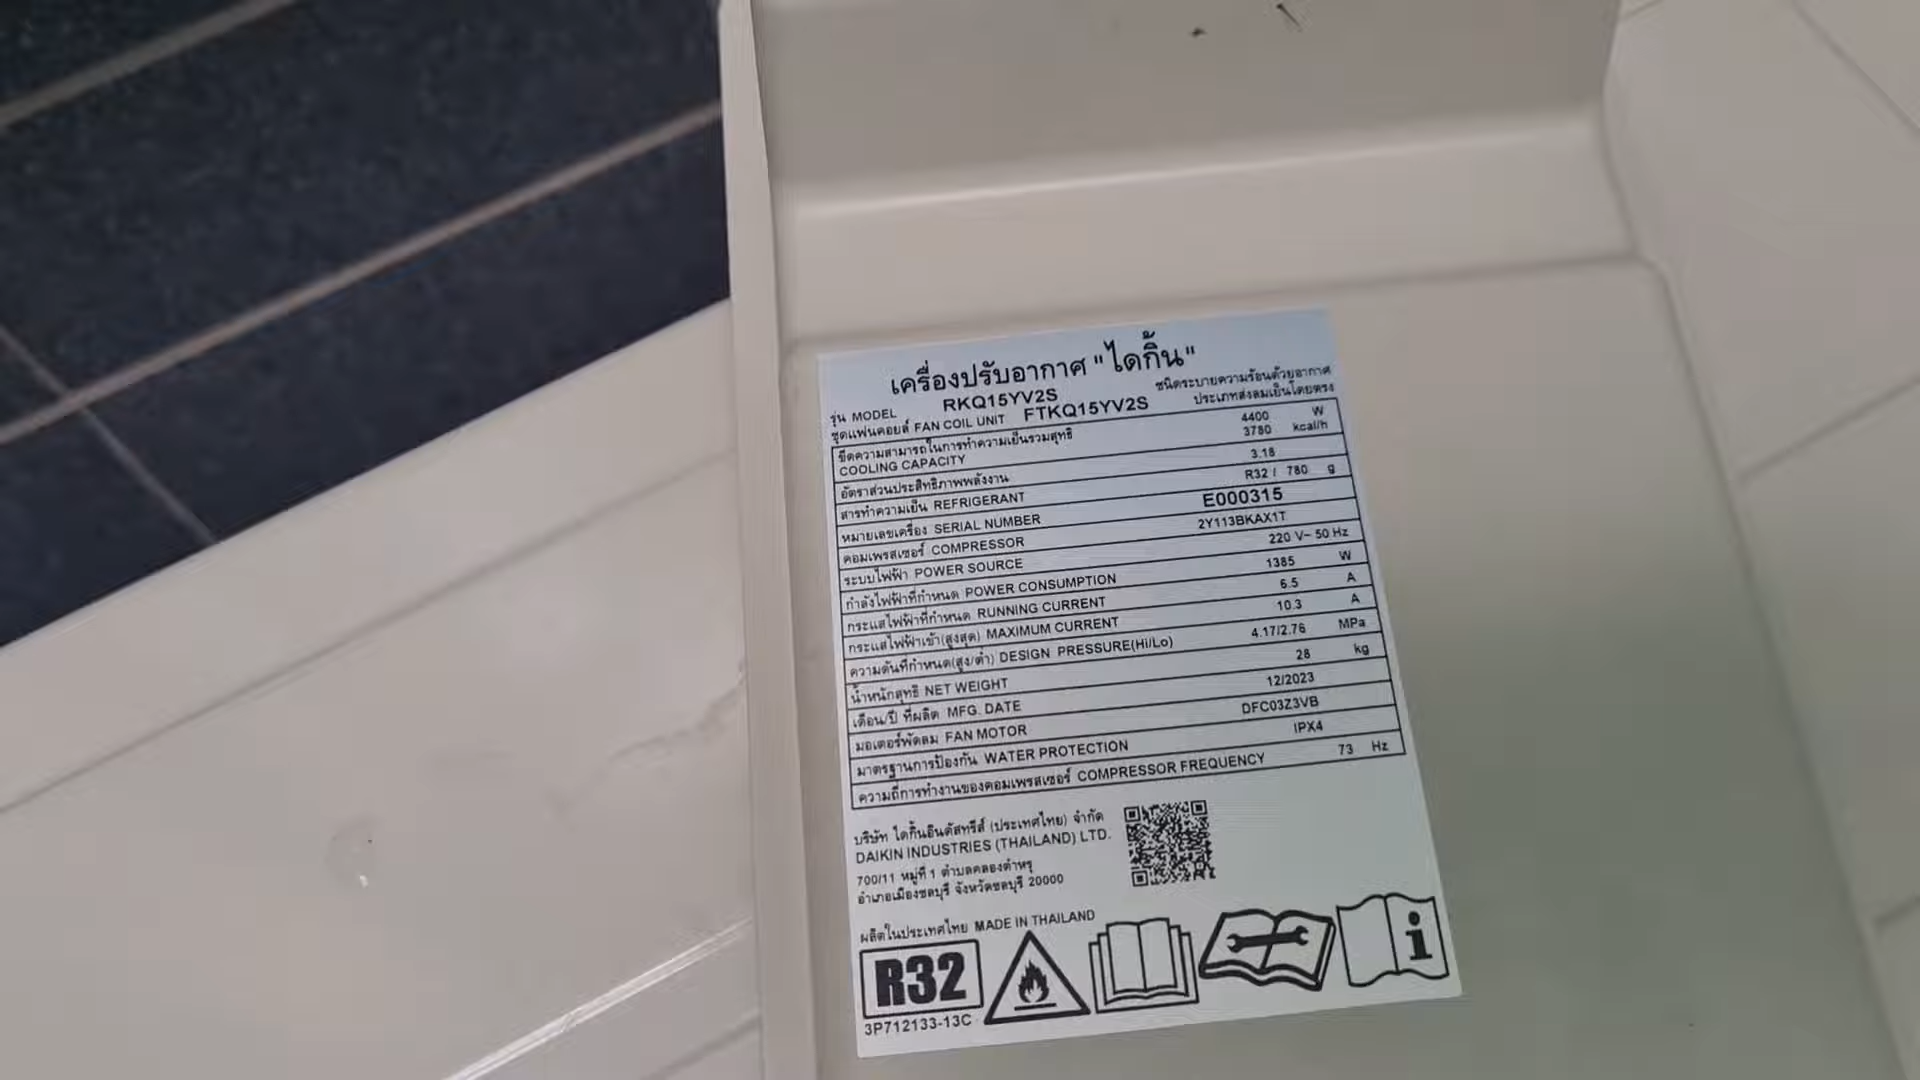 เครื่องปรับอากาศ "ไดกิ้น"
รุ่น MODEL RKQ15YV2S ชนิดระบายความร้อนด้วยอากาศ
ชุดแฟนคอยล์ FAN COIL UNIT FTKQ15YV2S ประเภทส่งลมเย็นโดยตรง
ขีดความสามารถในการทำความเย็นรวมสุทธิ 4400 W
COOLING CAPACITY 3780 kcal/h
อัตราส่วนประสิทธิภาพพลังงาน 3.18
สารทำความเย็น REFRIGERANT R32 / 780 g
หมายเลขเครื่อง SERIAL NUMBER E000315
คอมเพรสเซอร์ COMPRESSOR 2Y113BKAX1T
ระบบไฟฟ้า POWER SOURCE 220 V~ 50 Hz
กำลังไฟฟ้าที่กำหนด POWER CONSUMPTION 1385 W
กระแสไฟฟ้าที่กำหนด RUNNING CURRENT 6.5 A
กระแสไฟฟ้าเข้า(สูงสุด) MAXIMUM CURRENT 10.3 A
ความดันที่กำหนด(สูง/ต่ำ) DESIGN PRESSURE(Hi/Lo) 4.17/2.76 MPa
น้ำหนักสุทธิ NET WEIGHT 28 kg
เดือน/ปี ที่ผลิต MFG. DATE 12/2023
มอเตอร์พัดลม FAN MOTOR DFC03Z3VB
มาตรฐานการป้องกัน WATER PROTECTION IPX4
ความถี่การทำงานของคอมเพรสเซอร์ COMPRESSOR FREQUENCY 73 Hz
บริษัท ไดกิ้นอินดัสทรีส์ (ประเทศไทย) จำกัด
DAIKIN INDUSTRIES (THAILAND) LTD.
700/11 หมู่ที่ 1 ตำบลคลองตำหรุ
อำเภอเมืองชลบุรี จังหวัดชลบุรี 20000
ผลิตในประเทศไทย MADE IN THAILAND
R32
3P712133-13C